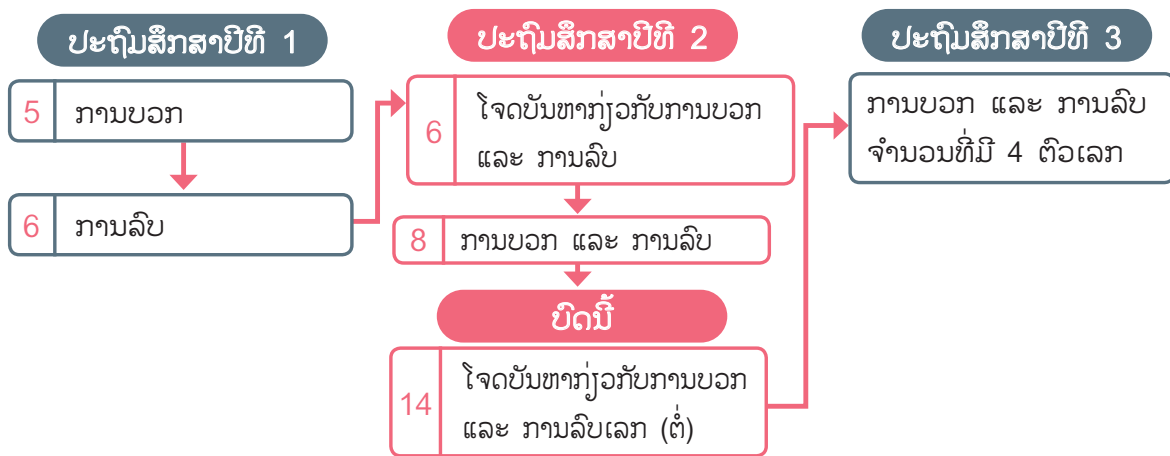 ປະຖົມສຶກສາປີທີ 1
5 ການບວກ
6 ການລົບ
ປະຖົມສຶກສາປີທີ 2
6 ໂຈດບັນຫາກ່ຽວກັບການບວກ
ແລະ ການລົບ
8 ການບວກ ແລະ ການລົບ
ບົດນີ້
14 ໂຈດບັນຫາກ່ຽວກັບການບວກ
ແລະ ການລົບເລກ (ຕໍ່)
ປະຖົມສຶກສາປີທີ 3
ການບວກ ແລະ ການລົບ
ຈຳນວນທີ່ມີ 4 ຕົວເລກ